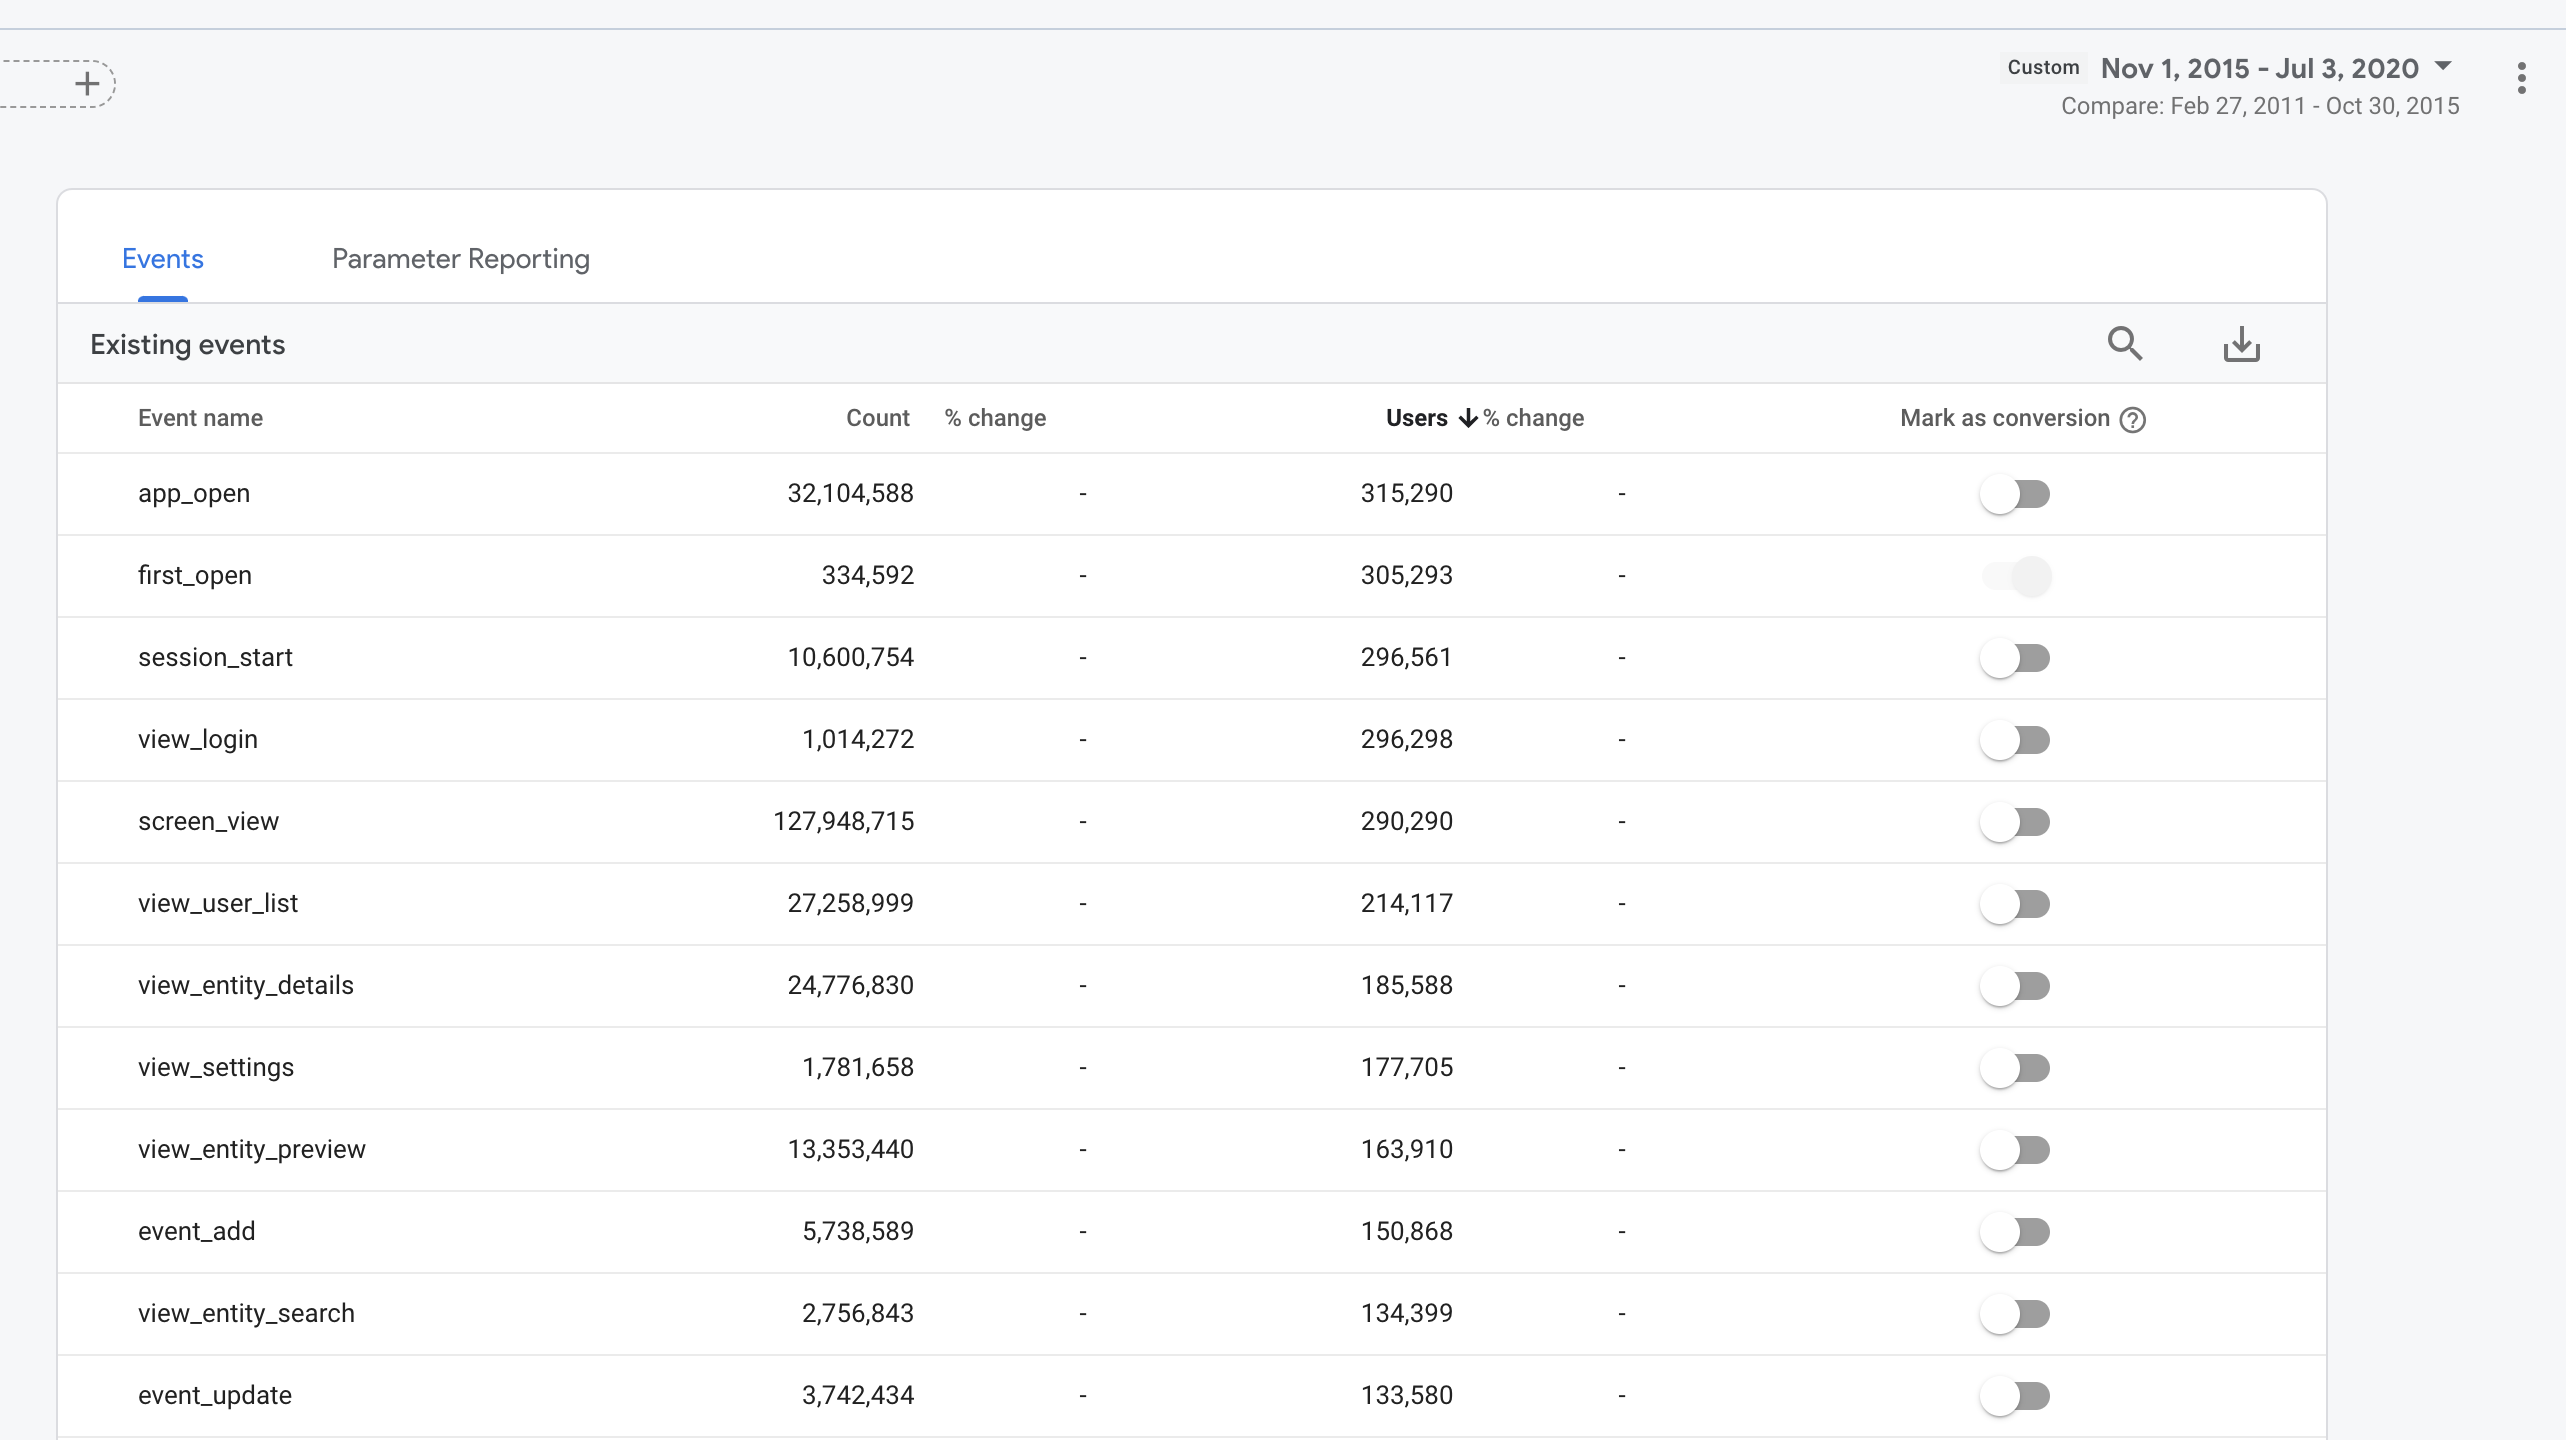 Custom Nov 1, 2015 - Jul 3, 2020
Compare: Feb 27, 2011 - Oct 30, 2015
Events Parameter Reporting
Existing events
Event name Count % change Users % change Mark as conversion
app_open 32,104,588 - 315,290 -
first_open 334,592 - 305,293 -
session_start 10,600,754 - 296,561 -
view_login 1,014,272 - 296,298 -
screen_view 127,948,715 - 290,290 -
view_user_list 27,258,999 - 214,117 -
view_entity_details 24,776,830 - 185,588 -
view_settings 1,781,658 - 177,705 -
view_entity_preview 13,353,440 - 163,910 -
event_add 5,738,589 - 150,868 -
view_entity_search 2,756,843 - 134,399 -
event_update 3,742,434 - 133,580 -